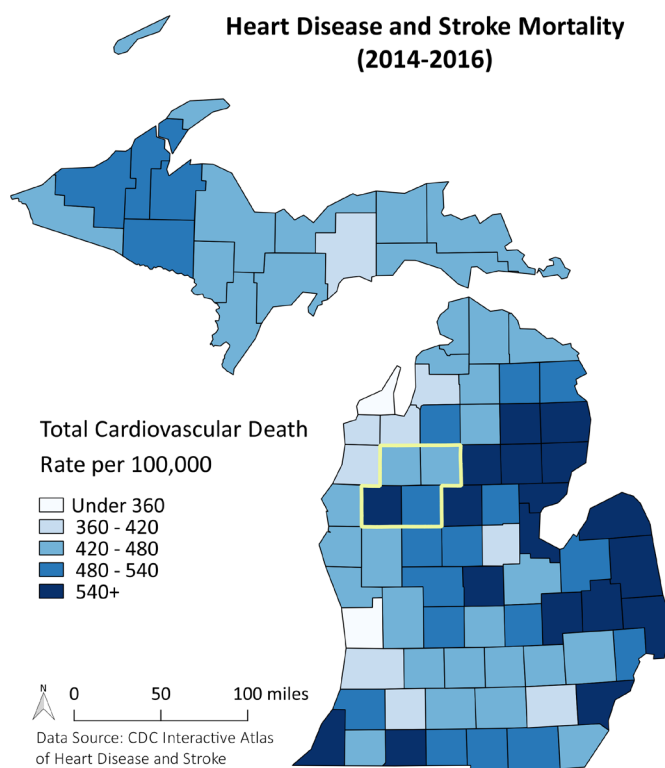 Heart Disease and Stroke Mortality
(2014-2016)
Total Cardiovascular Death
Rate per 100,000
Under 360
360 - 420
420 - 480
480 - 540
540+
N
0 50 100 miles
Data Source: CDC Interactive Atlas
of Heart Disease and Stroke